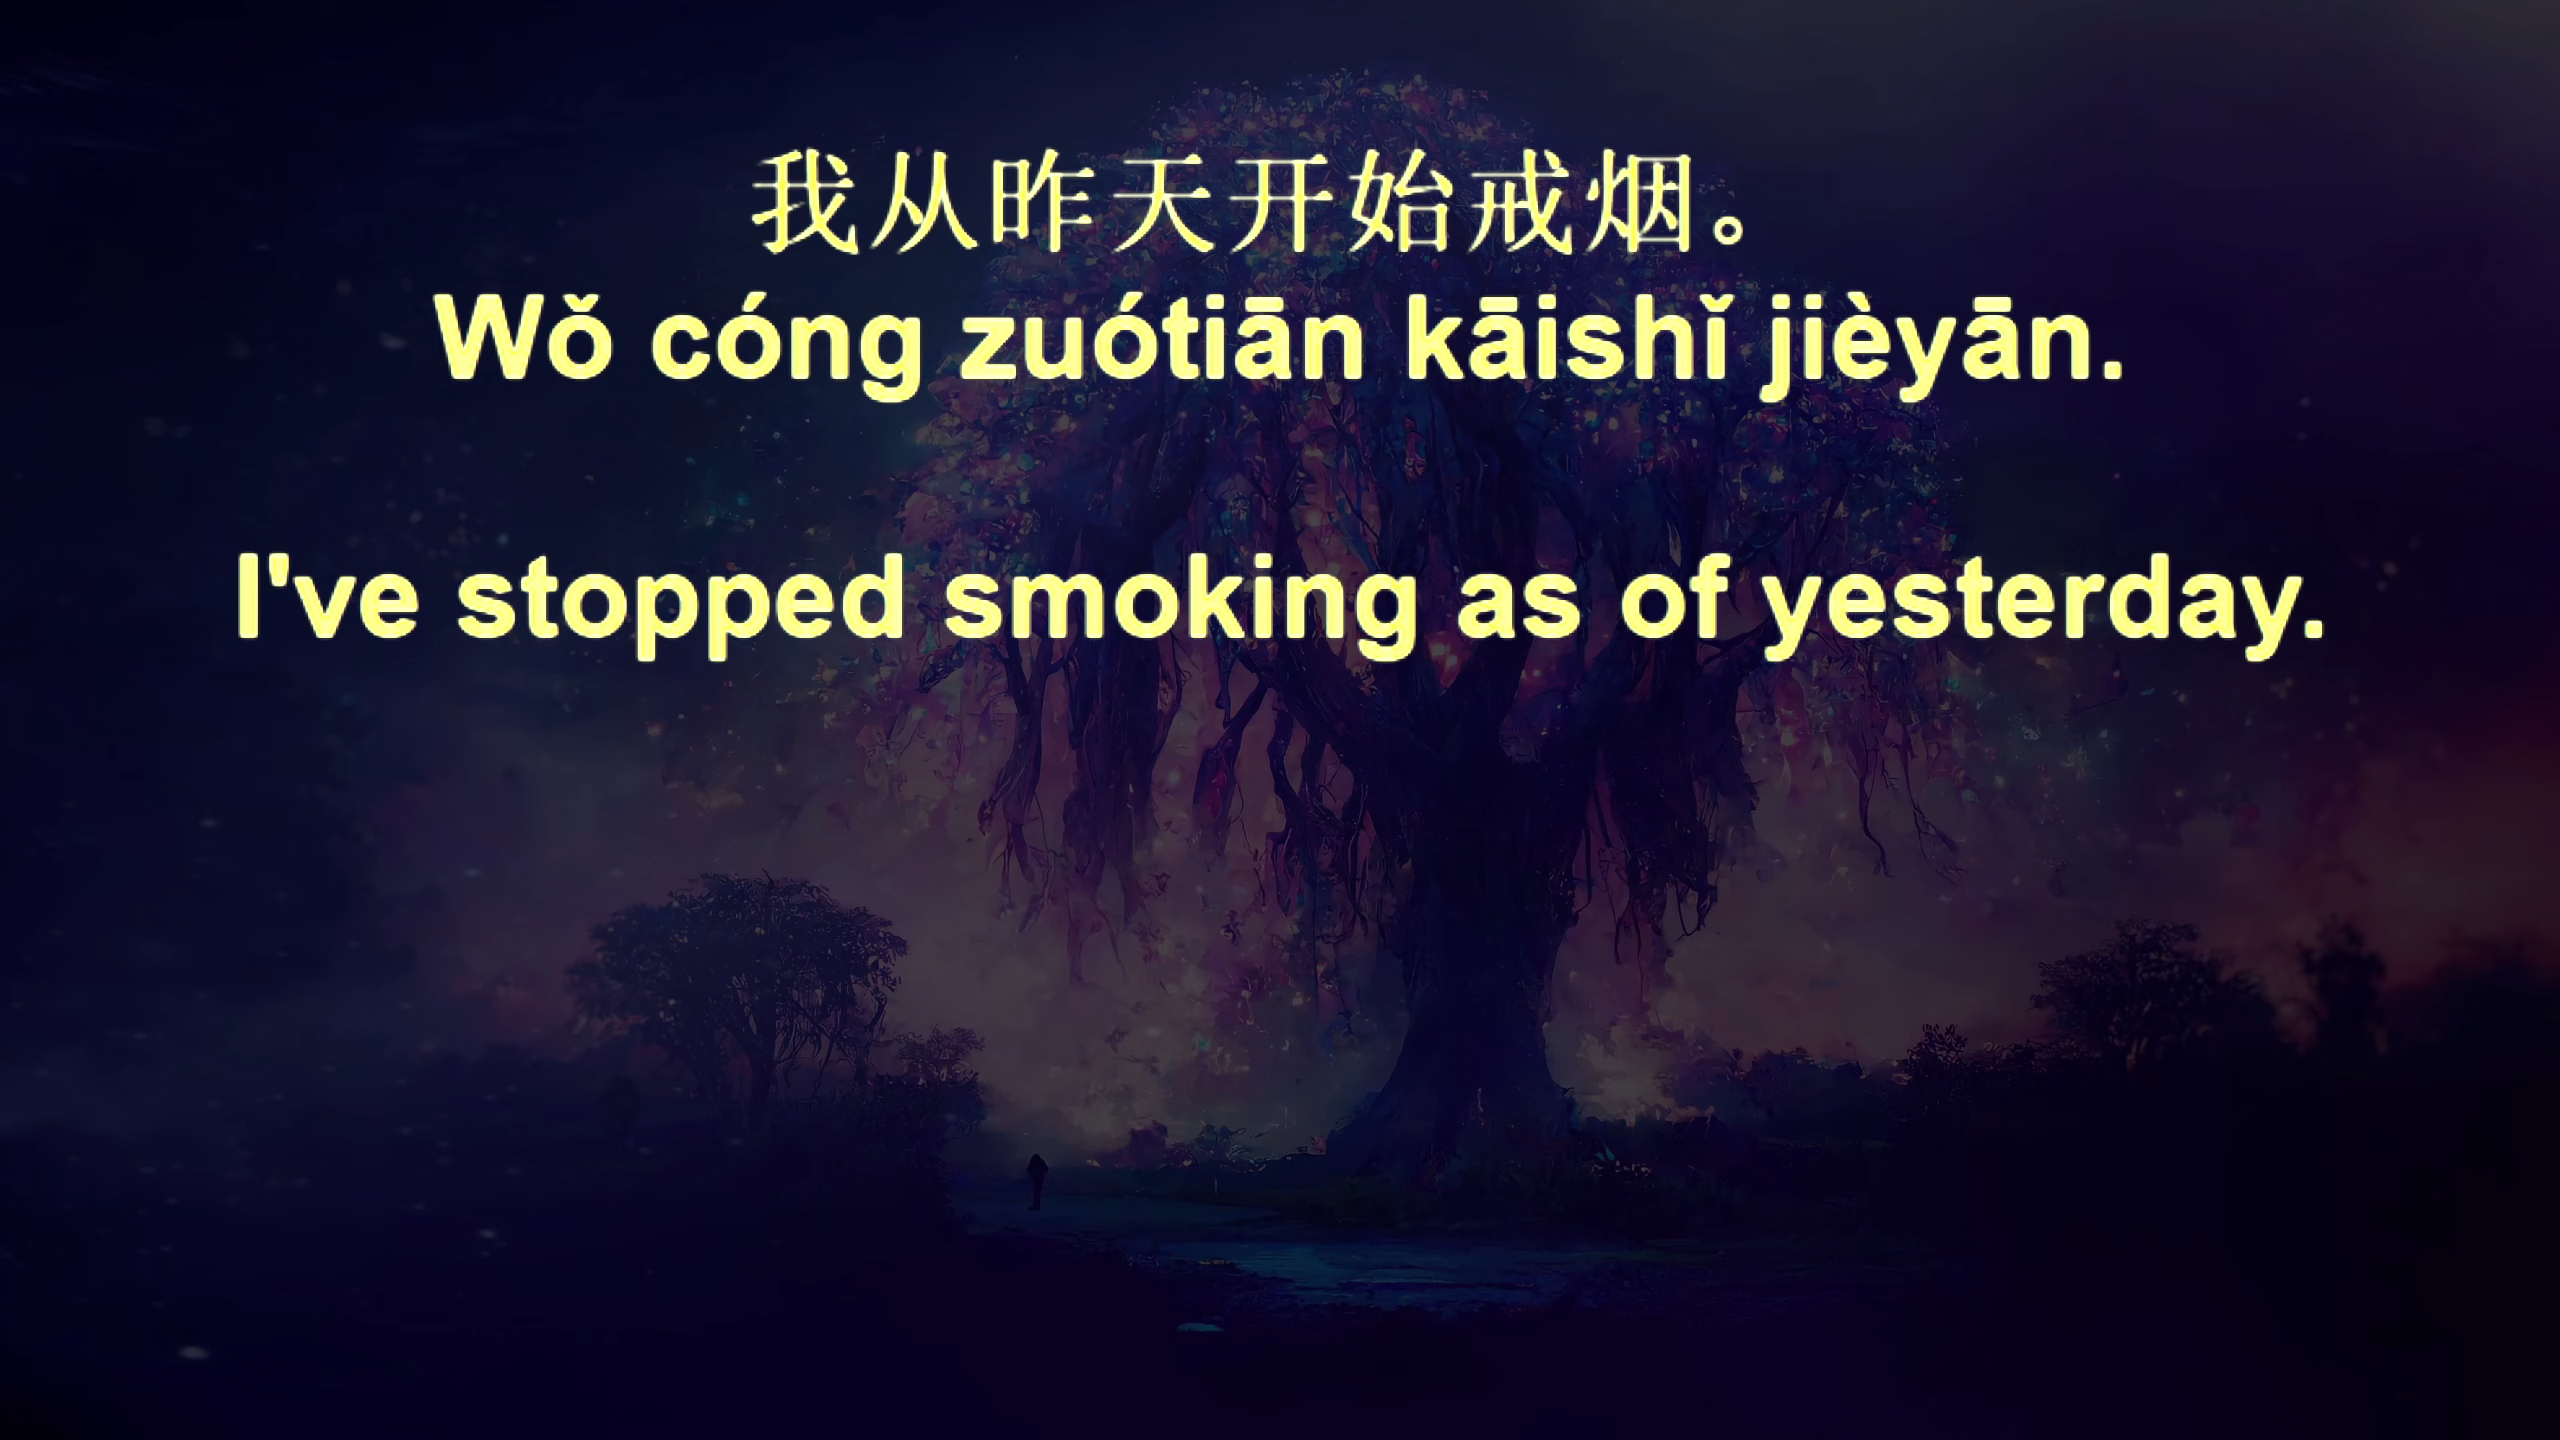 我从昨天开始戒烟。
Wǒ cóng zuótiān kāishǐ jièyān.
I've stopped smoking as of yesterday.